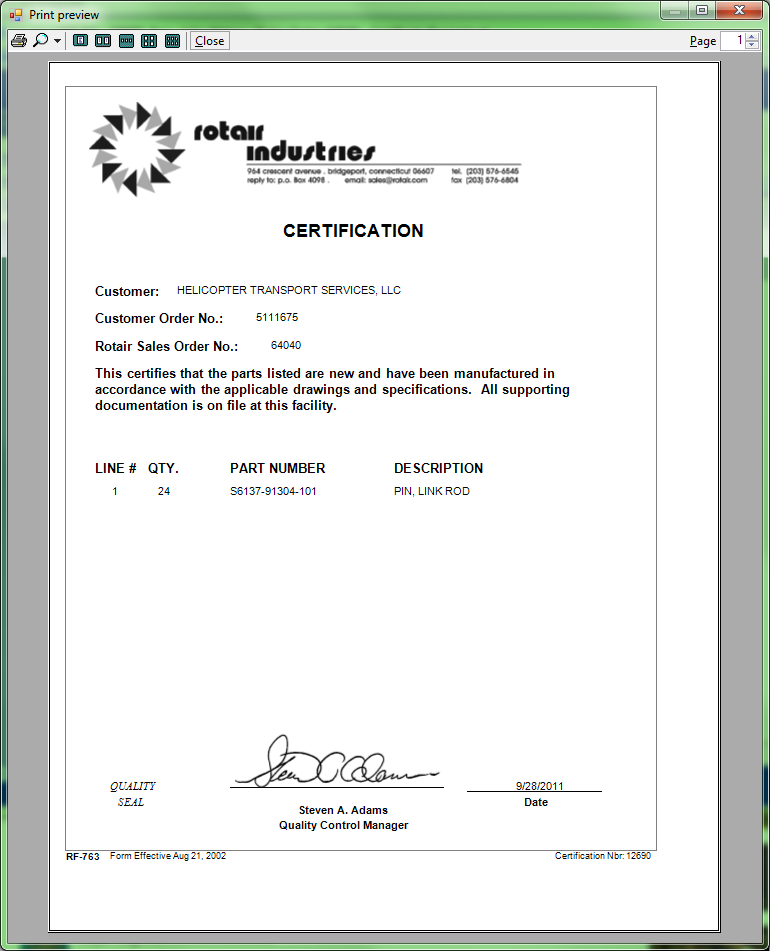 Print preview
Close
Page 1
rotair
industries
964 crescent avenue . bridgeport, connecticut 06607 tel. (203) 576-6545
reply to: p.o. Box 4098 . email: sales@rotair.com fax (203) 576-6804
CERTIFICATION
Customer: HELICOPTER TRANSPORT SERVICES, LLC
Customer Order No.: 5111675
Rotair Sales Order No.: 64040
This certifies that the parts listed are new and have been manufactured in
accordance with the applicable drawings and specifications. All supporting
documentation is on file at this facility.
LINE # QTY. PART NUMBER DESCRIPTION
1 24 S6137-91304-101 PIN, LINK ROD
QUALITY
SEAL
9/28/2011
Steven A. Adams
Quality Control Manager
Date
RF-763 Form Effective Aug 21, 2002 Certification Nbr: 12690